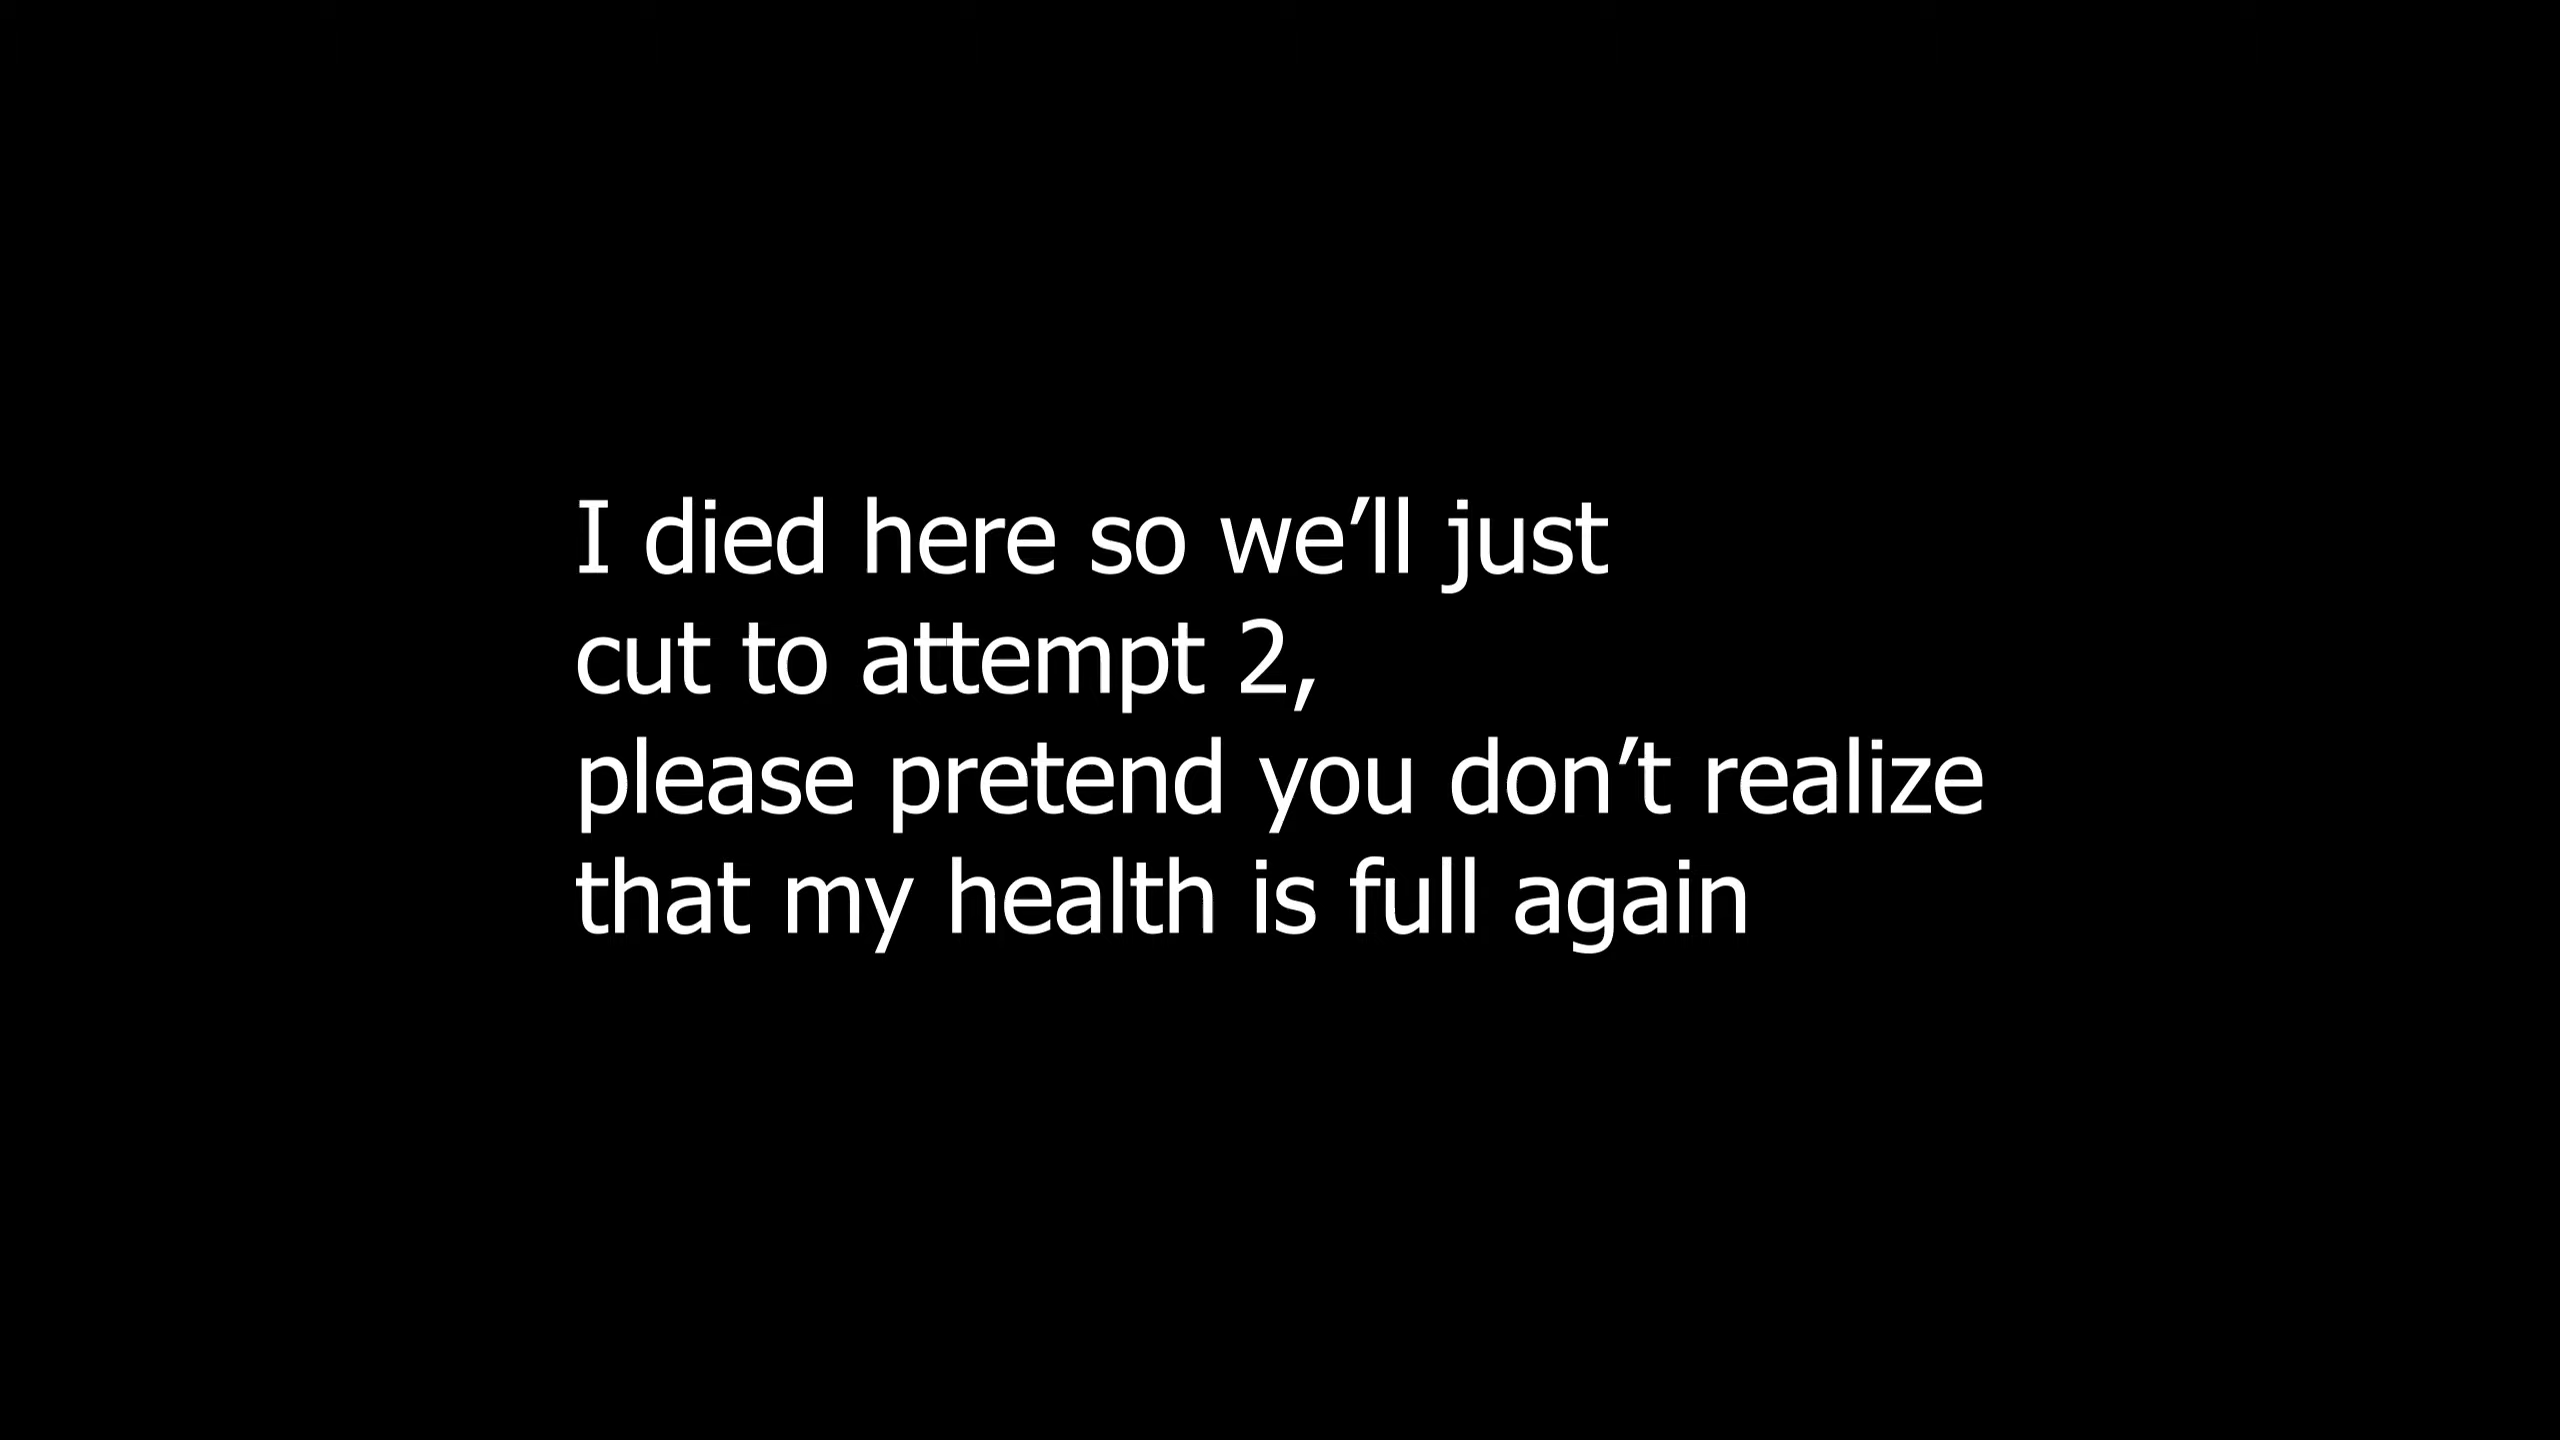 I died here so we’ll just
cut to attempt 2,
please pretend you don’t realize
that my health is full again